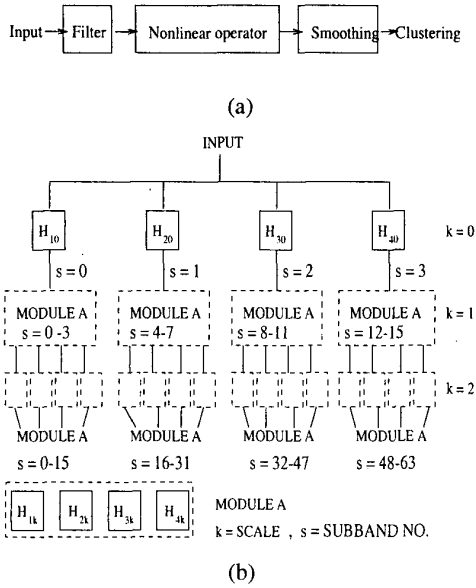 Input Filter Nonlinear operator Smoothing Clustering
(a)
INPUT
H10 H20 H30 H40 k = 0
s = 0 s = 1 s = 2 s = 3
MODULE A MODULE A MODULE A MODULE A k = 1
s = 0 -3 s = 4-7 s = 8-11 s = 12-15
k = 2
MODULE A MODULE A MODULE A MODULE A
s = 0-15 s = 16-31 s = 32-47 s = 48-63
H1k H2k H3k H4k MODULE A
k = SCALE , s = SUBBAND NO.
(b)